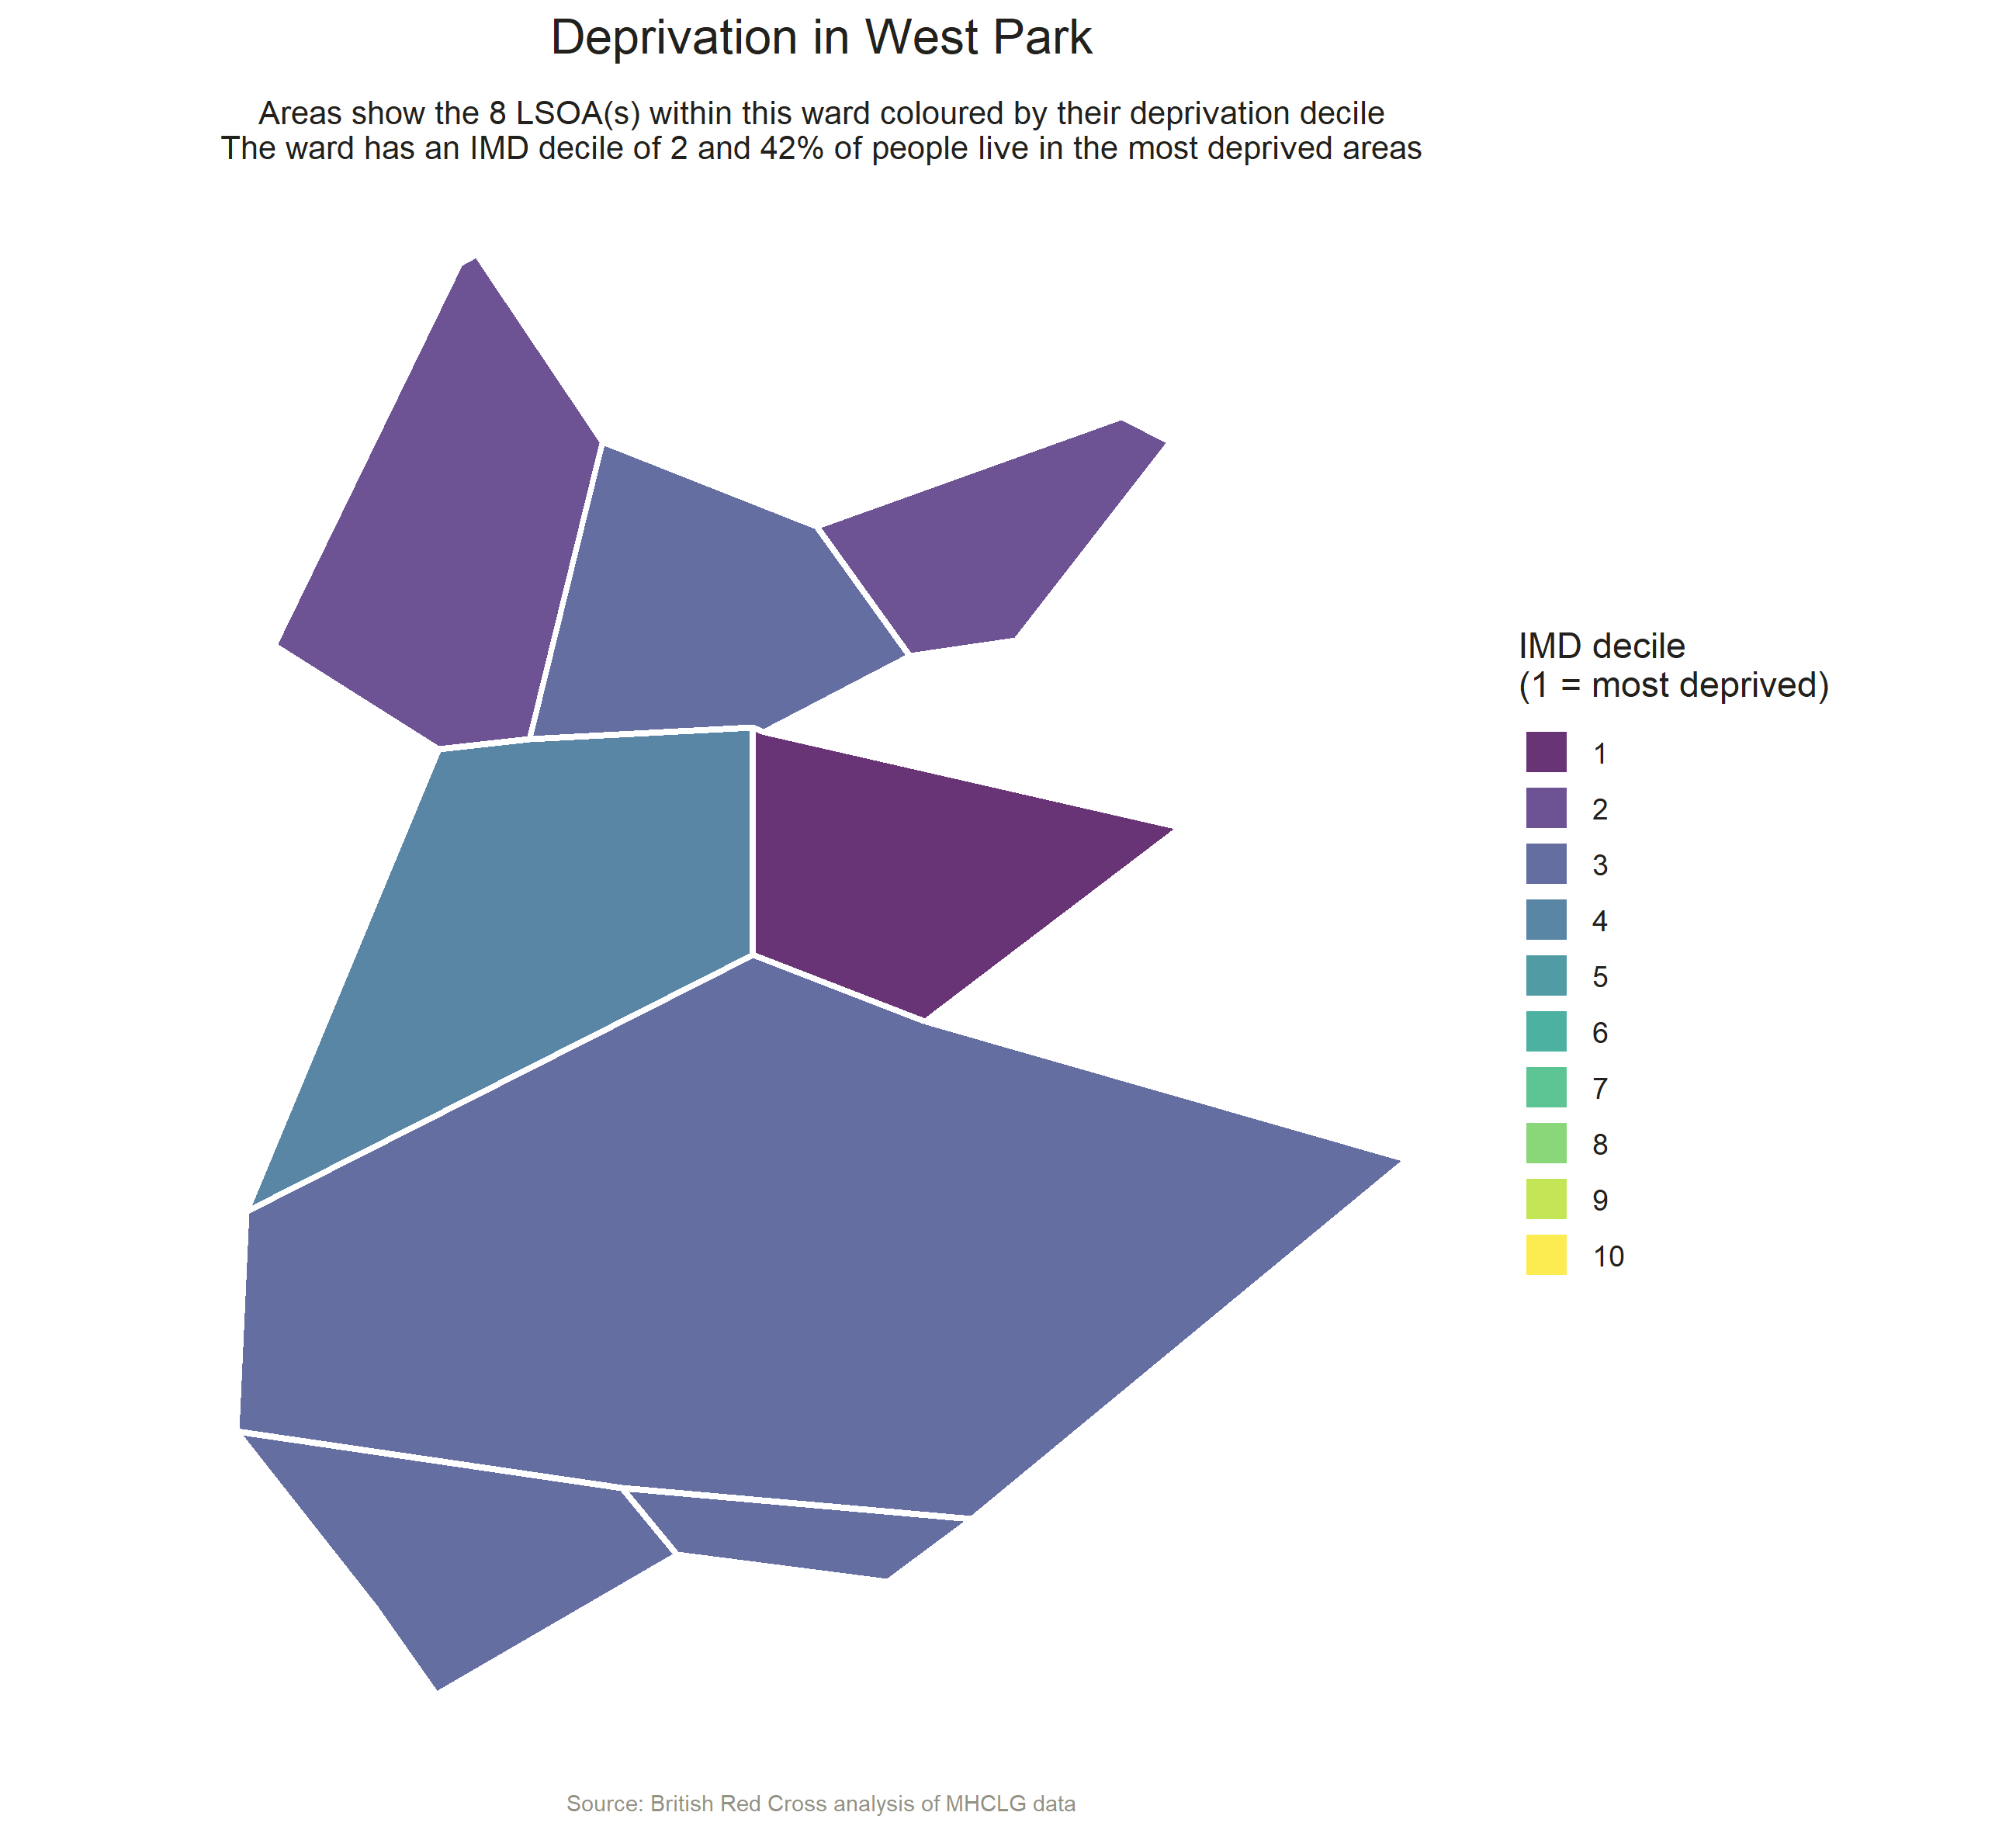 Deprivation in West Park
Areas show the 8 LSOA(s) within this ward coloured by their deprivation decile
The ward has an IMD decile of 2 and 42% of people live in the most deprived areas
IMD decile
(1 = most deprived)
1
2
3
4
5
6
7
8
9
10
Source: British Red Cross analysis of MHCLG data